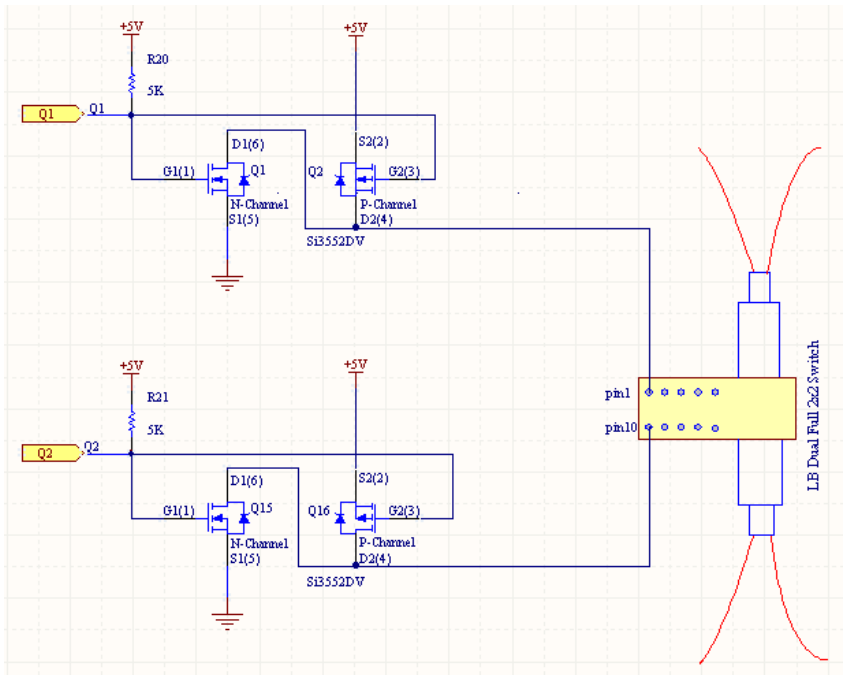 +5V
+5V
R20
5K
Q1
Q1
D1(6)
S2(2)
G1(1)
Q1
Q2
G2(3)
N-Channel
P-Channel
S1(5)
D2(4)
Si3552DV
+5V
+5V
R21
5K
pin1
pin10
LB Dual Full 2x2 Switch
Q2
Q2
D1(6)
S2(2)
G1(1)
Q15
Q16
G2(3)
N-Channel
P-Channel
S1(5)
D2(4)
Si3552DV